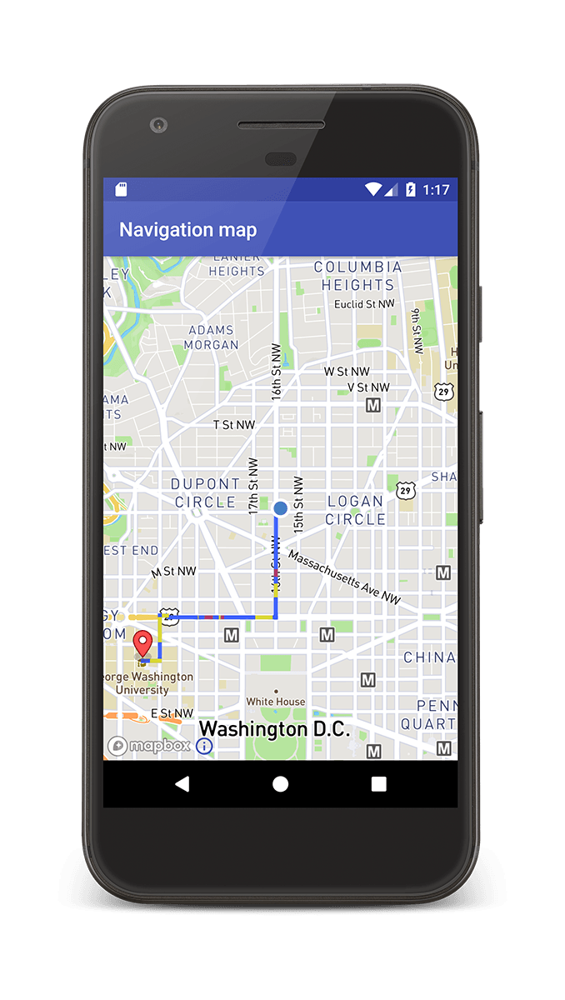 1:17
Navigation map
LANIER
HEIGHTS
COLUMBIA
HEIGHTS
LEY
K
Euclid St NW
9th St NW
ADAMS
MORGAN
16th St NW
H
Un
W St NW
V St NW
29
M
AMA
TS
T St NW
t NW
DUPONT
CIRCLE
17th St NW
15th St NW
LOGAN
CIRCLE
29
SHA
EST END
M St NW
16th St NW
Massachusetts Ave NW
M
GY
OM
29
M
M
CHINA
eorge Washington
University
M
White House
PENN
QUART
E St NW
Washington D.C.
mapbox
M
M